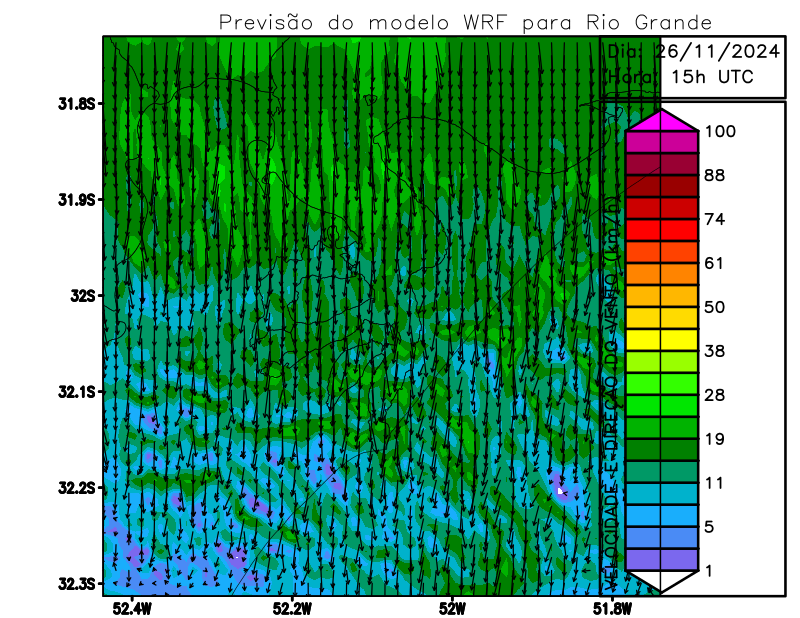 Previsão do modelo WRF para Rio Grande
Dia: 26/11/2024
Hora: 15h UTC
31.8S
31.9S
32S
32.1S
32.2S
32.3S
52.4W
52.2W
52W
51.8W
VELOCIDADE E DIREÇÃO DO VENTO (km/h)
100
88
74
61
50
38
28
19
11
5
1